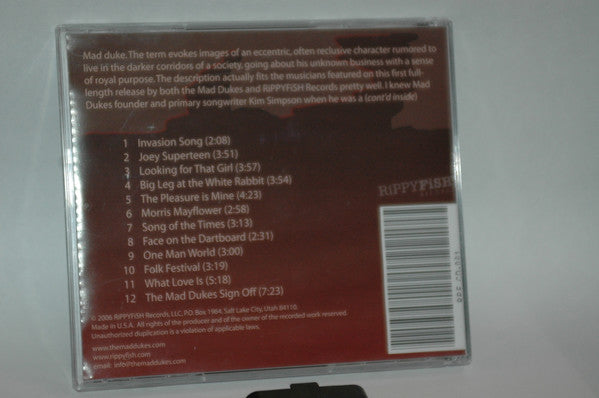 Mad duke. The term evokes images of an eccentric, often reclusive character rumored to
live in the darker corridors of a society, going about his unknown business with a sense
of royal purpose. The description actually fits the musicians featured on this first full-
length release by both the Mad Dukes and RiPPYFiSH Records pretty well. I knew Mad
Dukes founder and primary songwriter Kim Simpson when he was a (cont'd inside)
1 Invasion Song (2:08)
2 Joey Superteen (3:51)
3 Looking for That Girl (3:57)
4 Big Leg at the White Rabbit (3:54)
5 The Pleasure is Mine (4:23)
6 Morris Mayflower (2:58)
7 Song of the Times (3:13)
8 Face on the Dartboard (2:31)
9 One Man World (3:00)
10 Folk Festival (3:19)
11 What Love Is (5:18)
12 The Mad Dukes Sign Off (7:23)
RiPPYFiSH
RECORDS
RPF CD-001
© 2006 RiPPYFiSH Records, LLC, P.O. Box 1964, Salt Lake City, Utah 84110.
Made in U.S.A. All rights of the producer and of the owner of the recorded work reserved.
Unauthorized duplication is a violation of applicable laws.
www.themaddukes.com
www.rippyfish.com
email: info@themaddukes.com